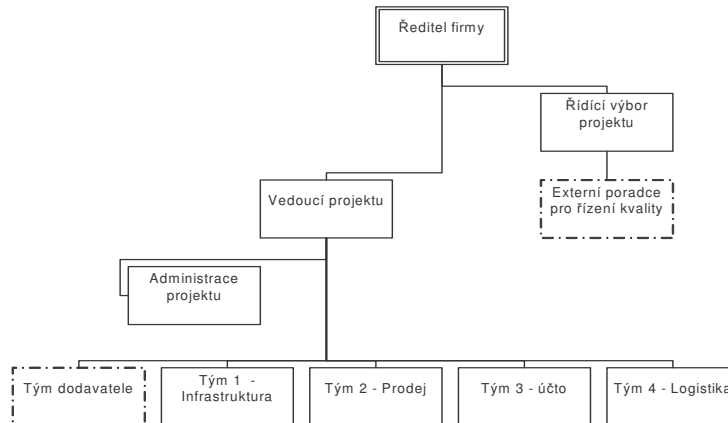 Ředitel firmy
Řídící výbor
projektu
Externí poradce
pro řízení kvality
Vedoucí projektu
Administrace
projektu
Tým dodavatele
Tým 1 -
Infrastruktura
Tým 2 - Prodej
Tým 3 - účto
Tým 4 - Logistika